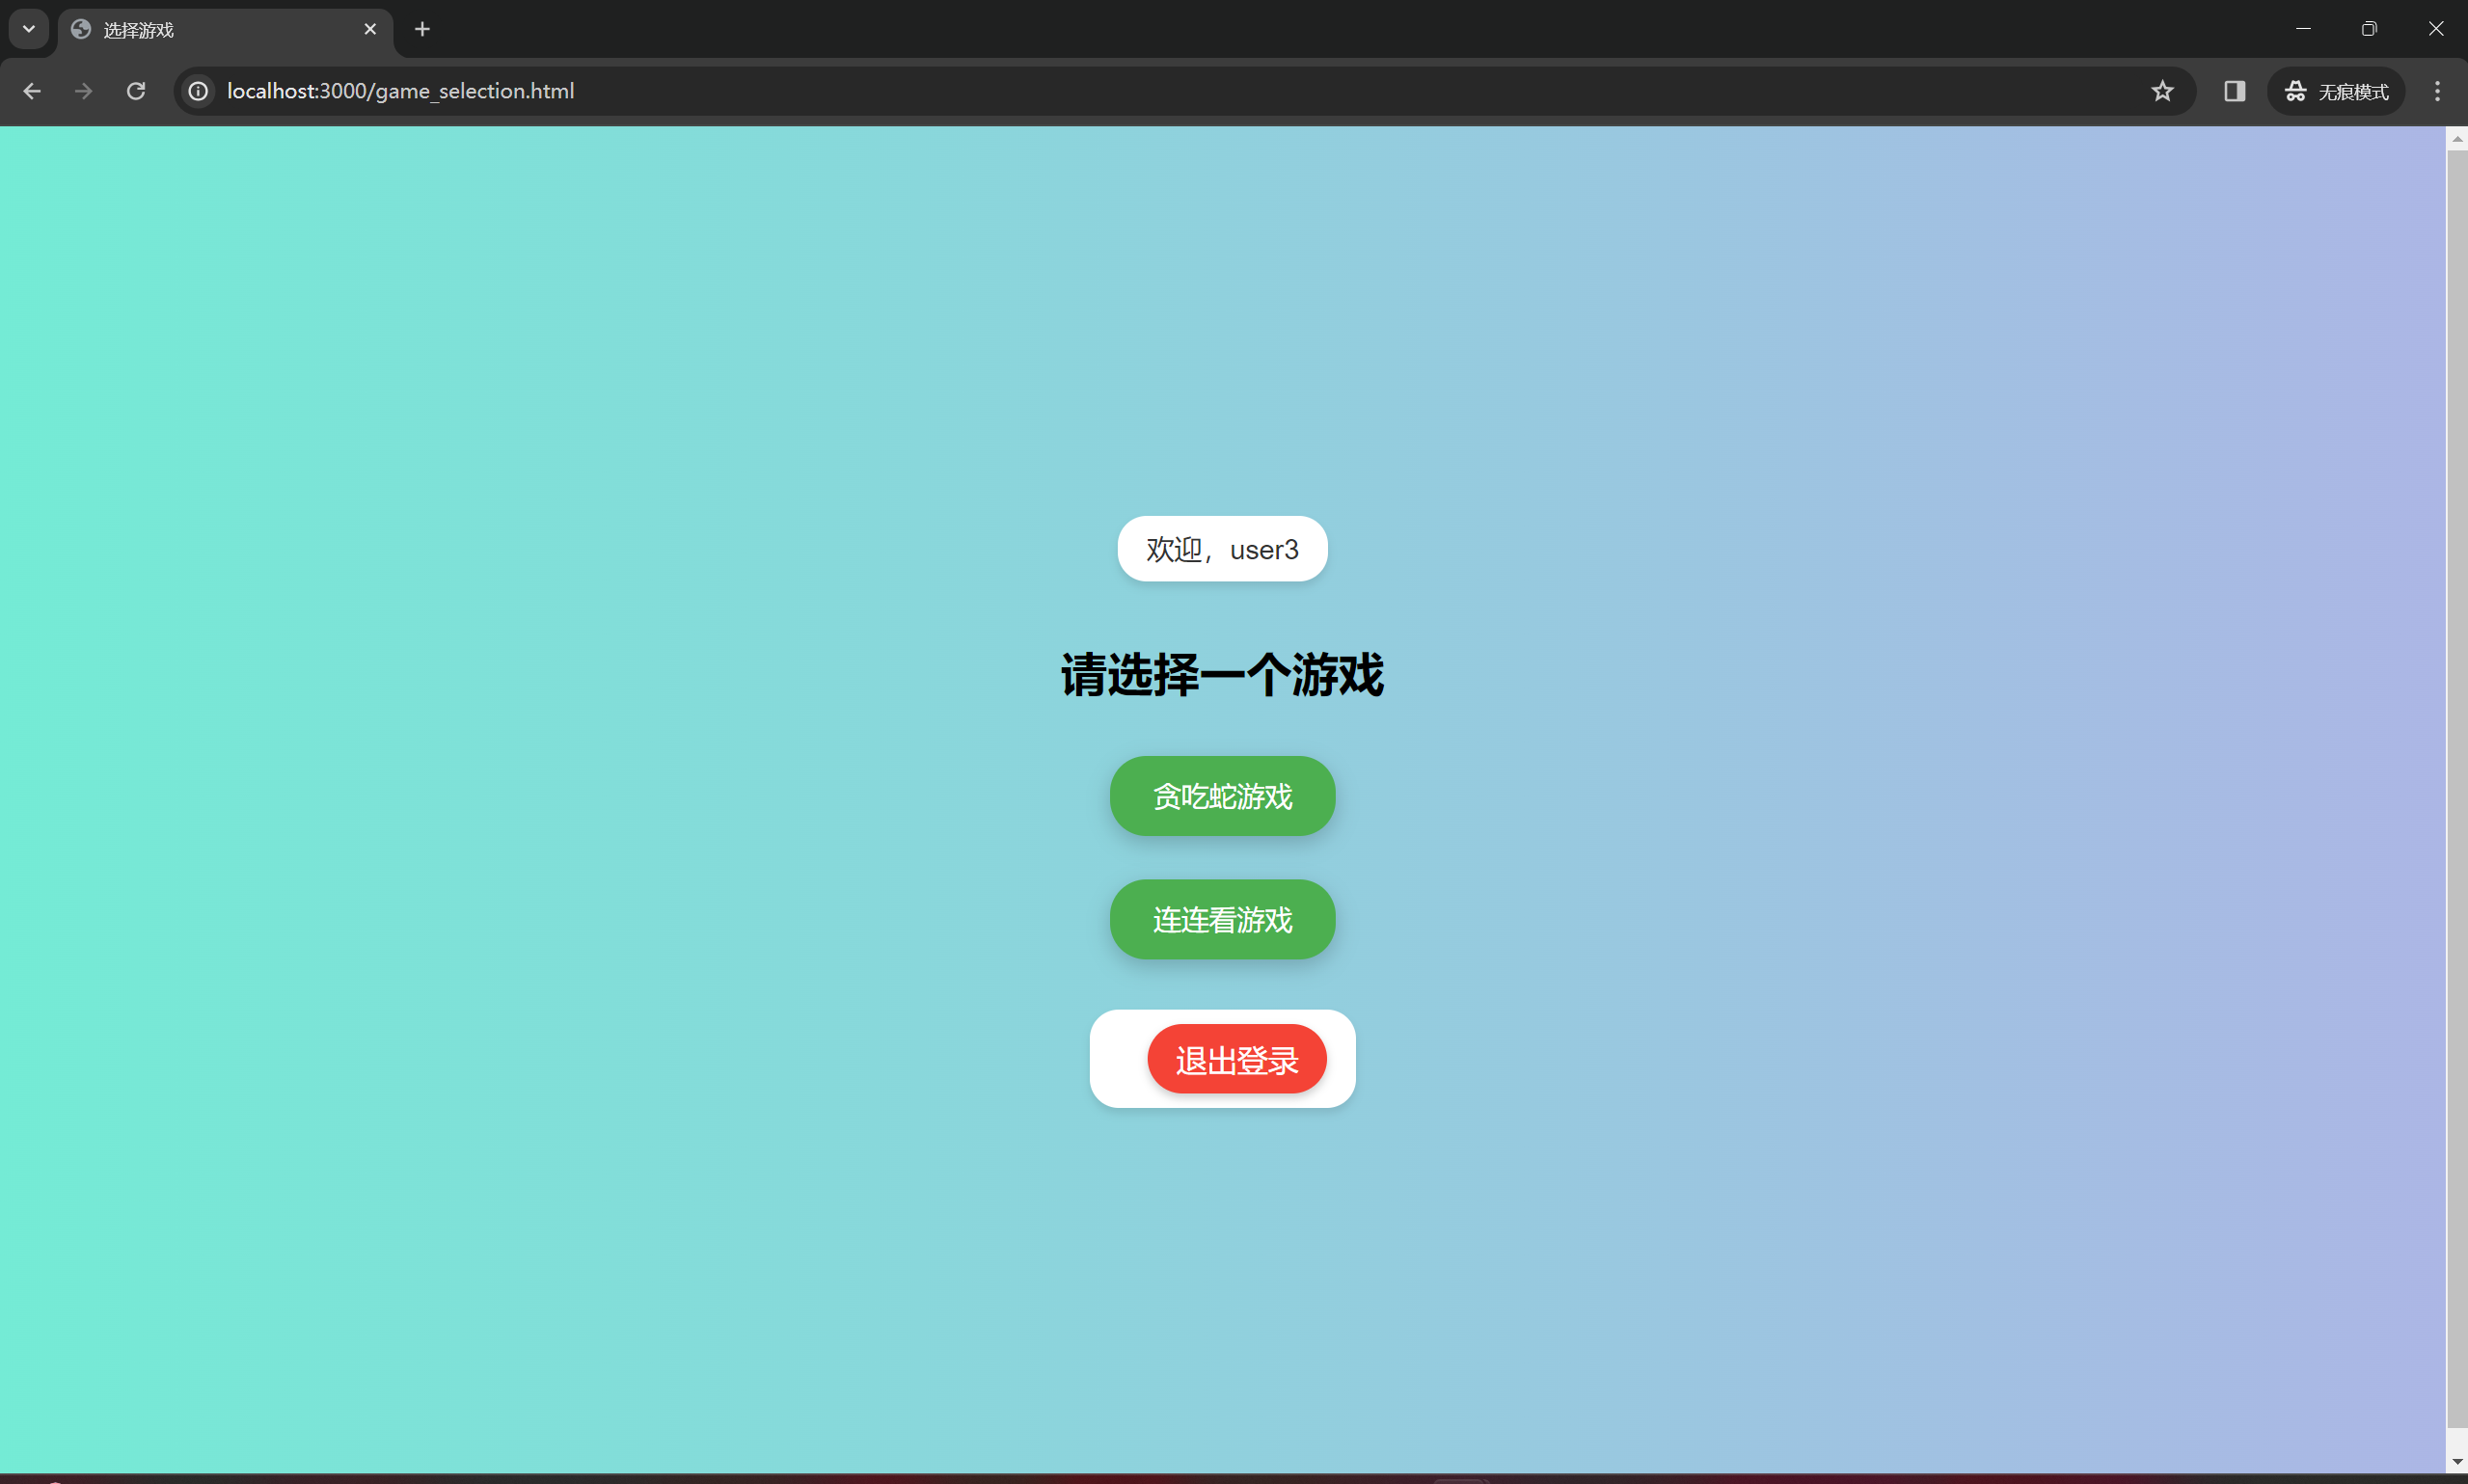 选择游戏
localhost:3000/game_selection.html
无痕模式
欢迎，user3
请选择一个游戏
贪吃蛇游戏
连连看游戏
退出登录